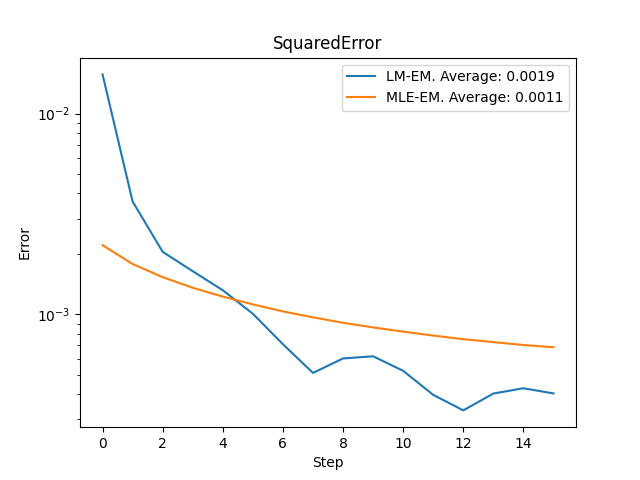 SquaredError
LM-EM. Average: 0.0019
MLE-EM. Average: 0.0011
10⁻²
10⁻³
Error
0 2 4 6 8 10 12 14
Step